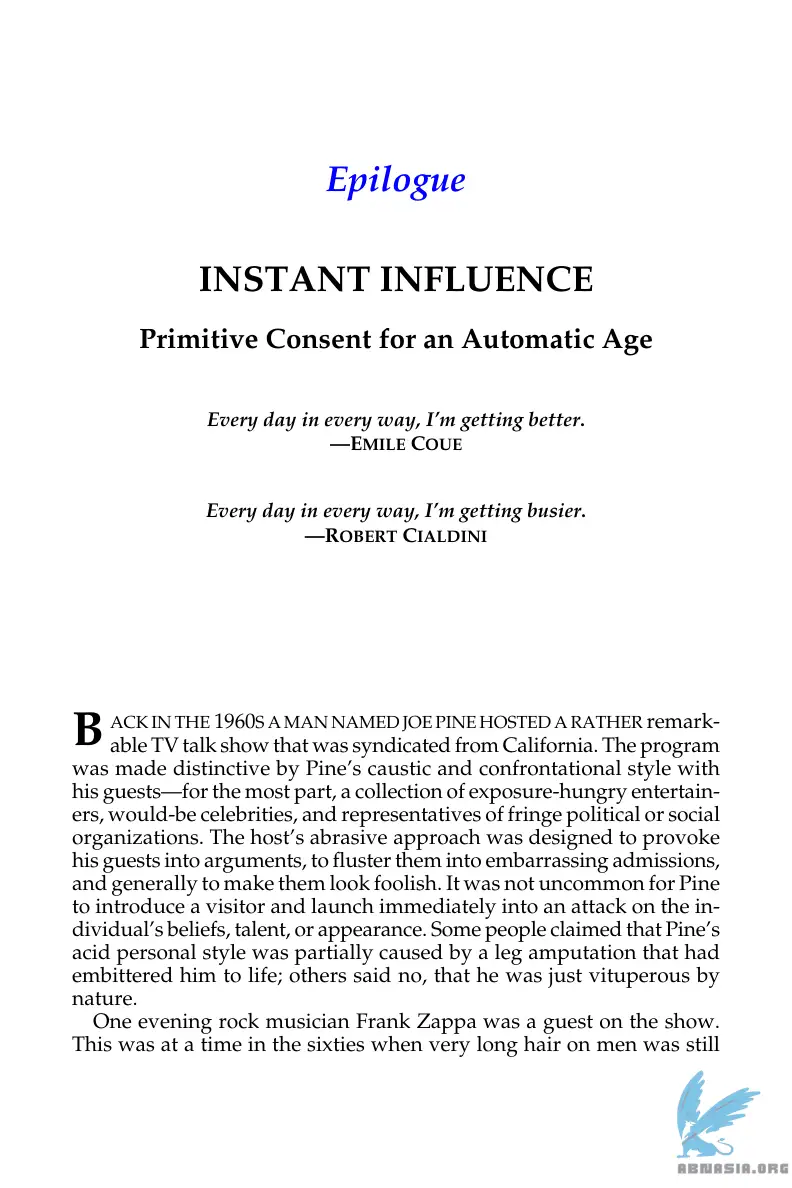 Epilogue
INSTANT INFLUENCE
Primitive Consent for an Automatic Age
Every day in every way, I’m getting better.
—EMILE COUE
Every day in every way, I’m getting busier.
—ROBERT CIALDINI
BACK IN THE 1960S A MAN NAMED JOE PINE HOSTED A RATHER remark-
able TV talk show that was syndicated from California. The program
was made distinctive by Pine’s caustic and confrontational style with
his guests—for the most part, a collection of exposure-hungry entertain-
ers, would-be celebrities, and representatives of fringe political or social
organizations. The host’s abrasive approach was designed to provoke
his guests into arguments, to fluster them into embarrassing admissions,
and generally to make them look foolish. It was not uncommon for Pine
to introduce a visitor and launch immediately into an attack on the in-
dividual’s beliefs, talent, or appearance. Some people claimed that Pine’s
acid personal style was partially caused by a leg amputation that had
embittered him to life; others said no, that he was just vituperous by
nature.
One evening rock musician Frank Zappa was a guest on the show.
This was at a time in the sixties when very long hair on men was still
ABNASIA.ORG